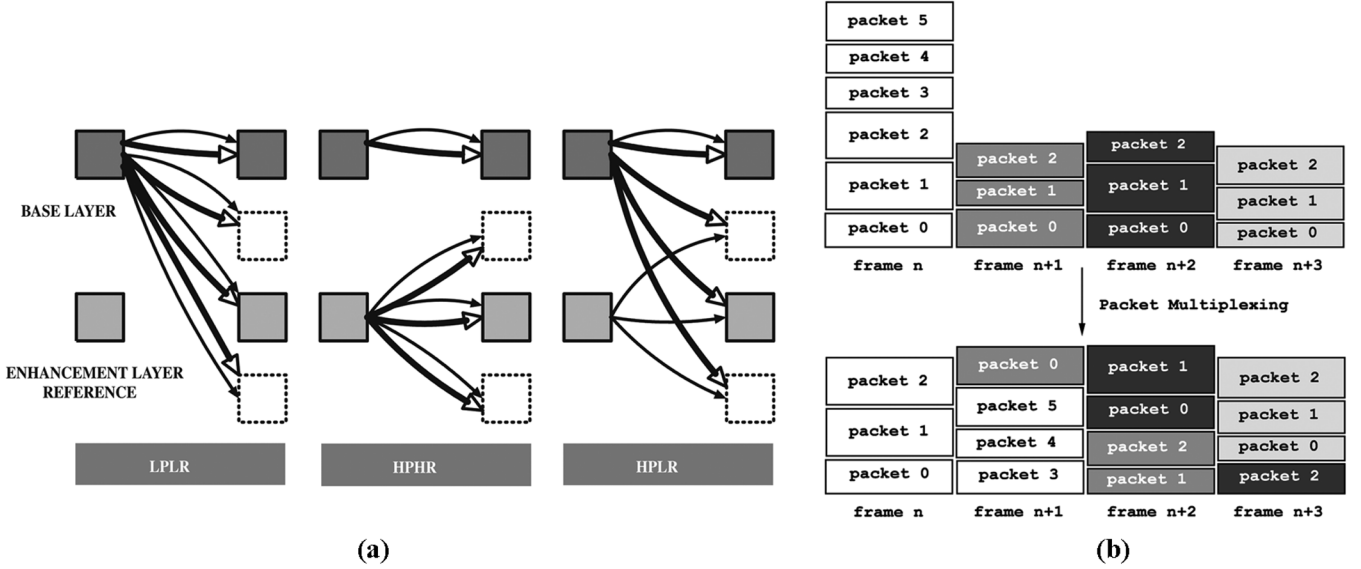 BASE LAYER
ENHANCEMENT LAYER
REFERENCE
LPLR
HPHR
HPLR
(a)
packet 5
packet 4
packet 3
packet 2
packet 1
packet 0
frame n
packet 2
packet 1
packet 0
frame n+1
packet 2
packet 1
packet 0
frame n+2
packet 2
packet 1
packet 0
frame n+3
Packet Multiplexing
packet 2
packet 1
packet 0
frame n
packet 0
packet 5
packet 4
packet 3
frame n+1
packet 1
packet 0
packet 2
packet 1
frame n+2
packet 2
packet 1
packet 0
packet 2
frame n+3
(b)